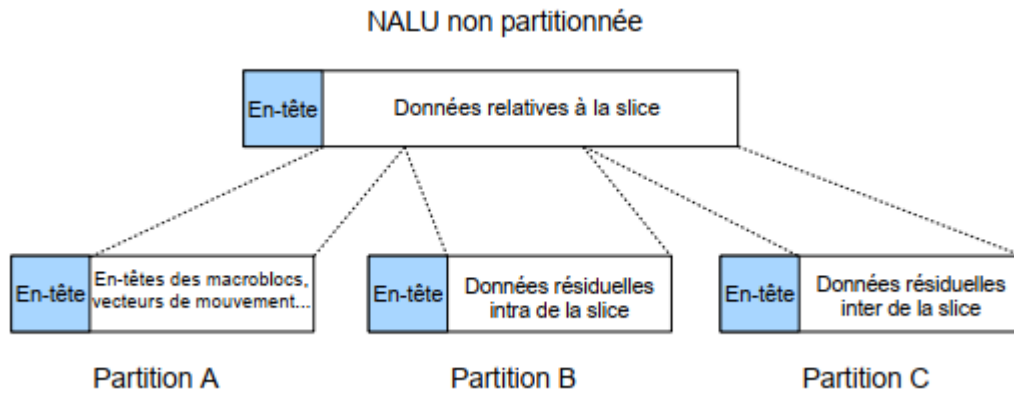 NALU non partitionnée
En-tête
Données relatives à la slice
En-tête
En-têtes des macroblocs,
vecteurs de mouvement...
En-tête
Données résiduelles
intra de la slice
En-tête
Données résiduelles
inter de la slice
Partition A
Partition B
Partition C